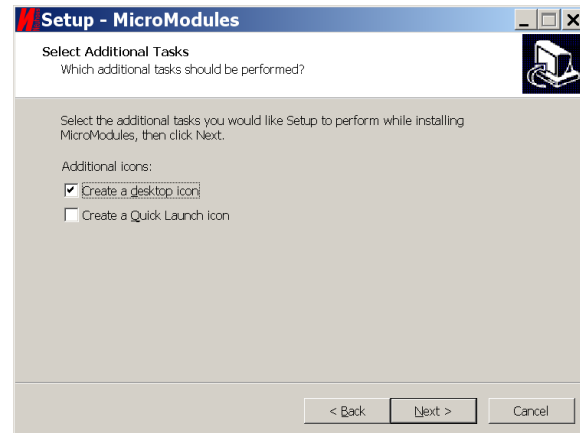 Setup - MicroModules
Select Additional Tasks
Which additional tasks should be performed?
Select the additional tasks you would like Setup to perform while installing
MicroModules, then click Next.
Additional icons:
Create a desktop icon
Create a Quick Launch icon
< Back
Next >
Cancel